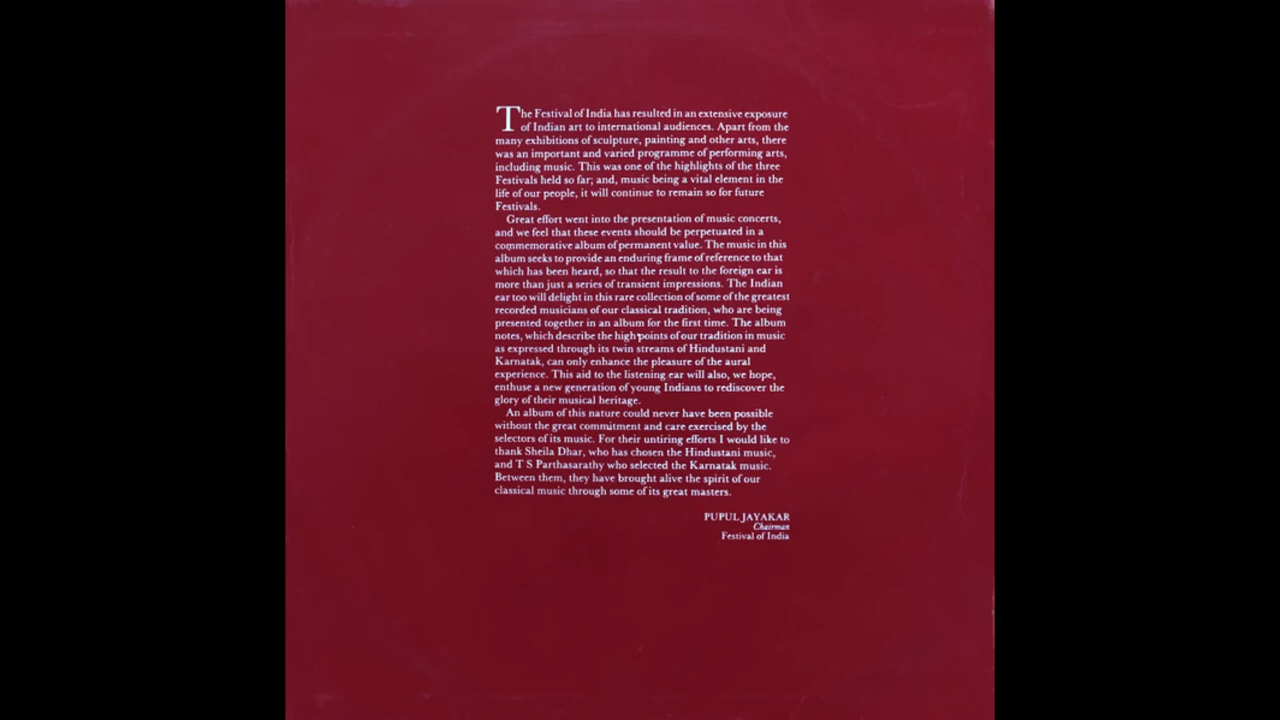 The Festival of India has resulted in an extensive exposure
of Indian art to international audiences. Apart from the
many exhibitions of sculpture, painting and other arts, there
was an important and varied programme of performing arts,
including music. This was one of the highlights of the three
Festivals held so far; and, music being a vital element in the
life of our people, it will continue to remain so for future
Festivals.
Great effort went into the presentation of music concerts,
and we feel that these events should be perpetuated in a
commemorative album of permanent value. The music in this
album seeks to provide an enduring frame of reference to that
which has been heard, so that the result to the foreign ear is
more than just a series of transient impressions. The Indian
ear too will delight in this rare collection of some of the greatest
recorded musicians of our classical tradition, who are being
presented together in an album for the first time. The album
notes, which describe the high points of our tradition in music
as expressed through its twin streams of Hindustani and
Karnatak, can only enhance the pleasure of the aural
experience. This aid to the listening ear will also, we hope,
enthuse a new generation of young Indians to rediscover the
glory of their musical heritage.
An album of this nature could never have been possible
without the great commitment and care exercised by the
selectors of its music. For their untiring efforts I would like to
thank Sheila Dhar, who has chosen the Hindustani music,
and T S Parthasarathy who selected the Karnatak music.
Between them, they have brought alive the spirit of our
classical music through some of its great masters.
PUPUL JAYAKAR
Chairman
Festival of India